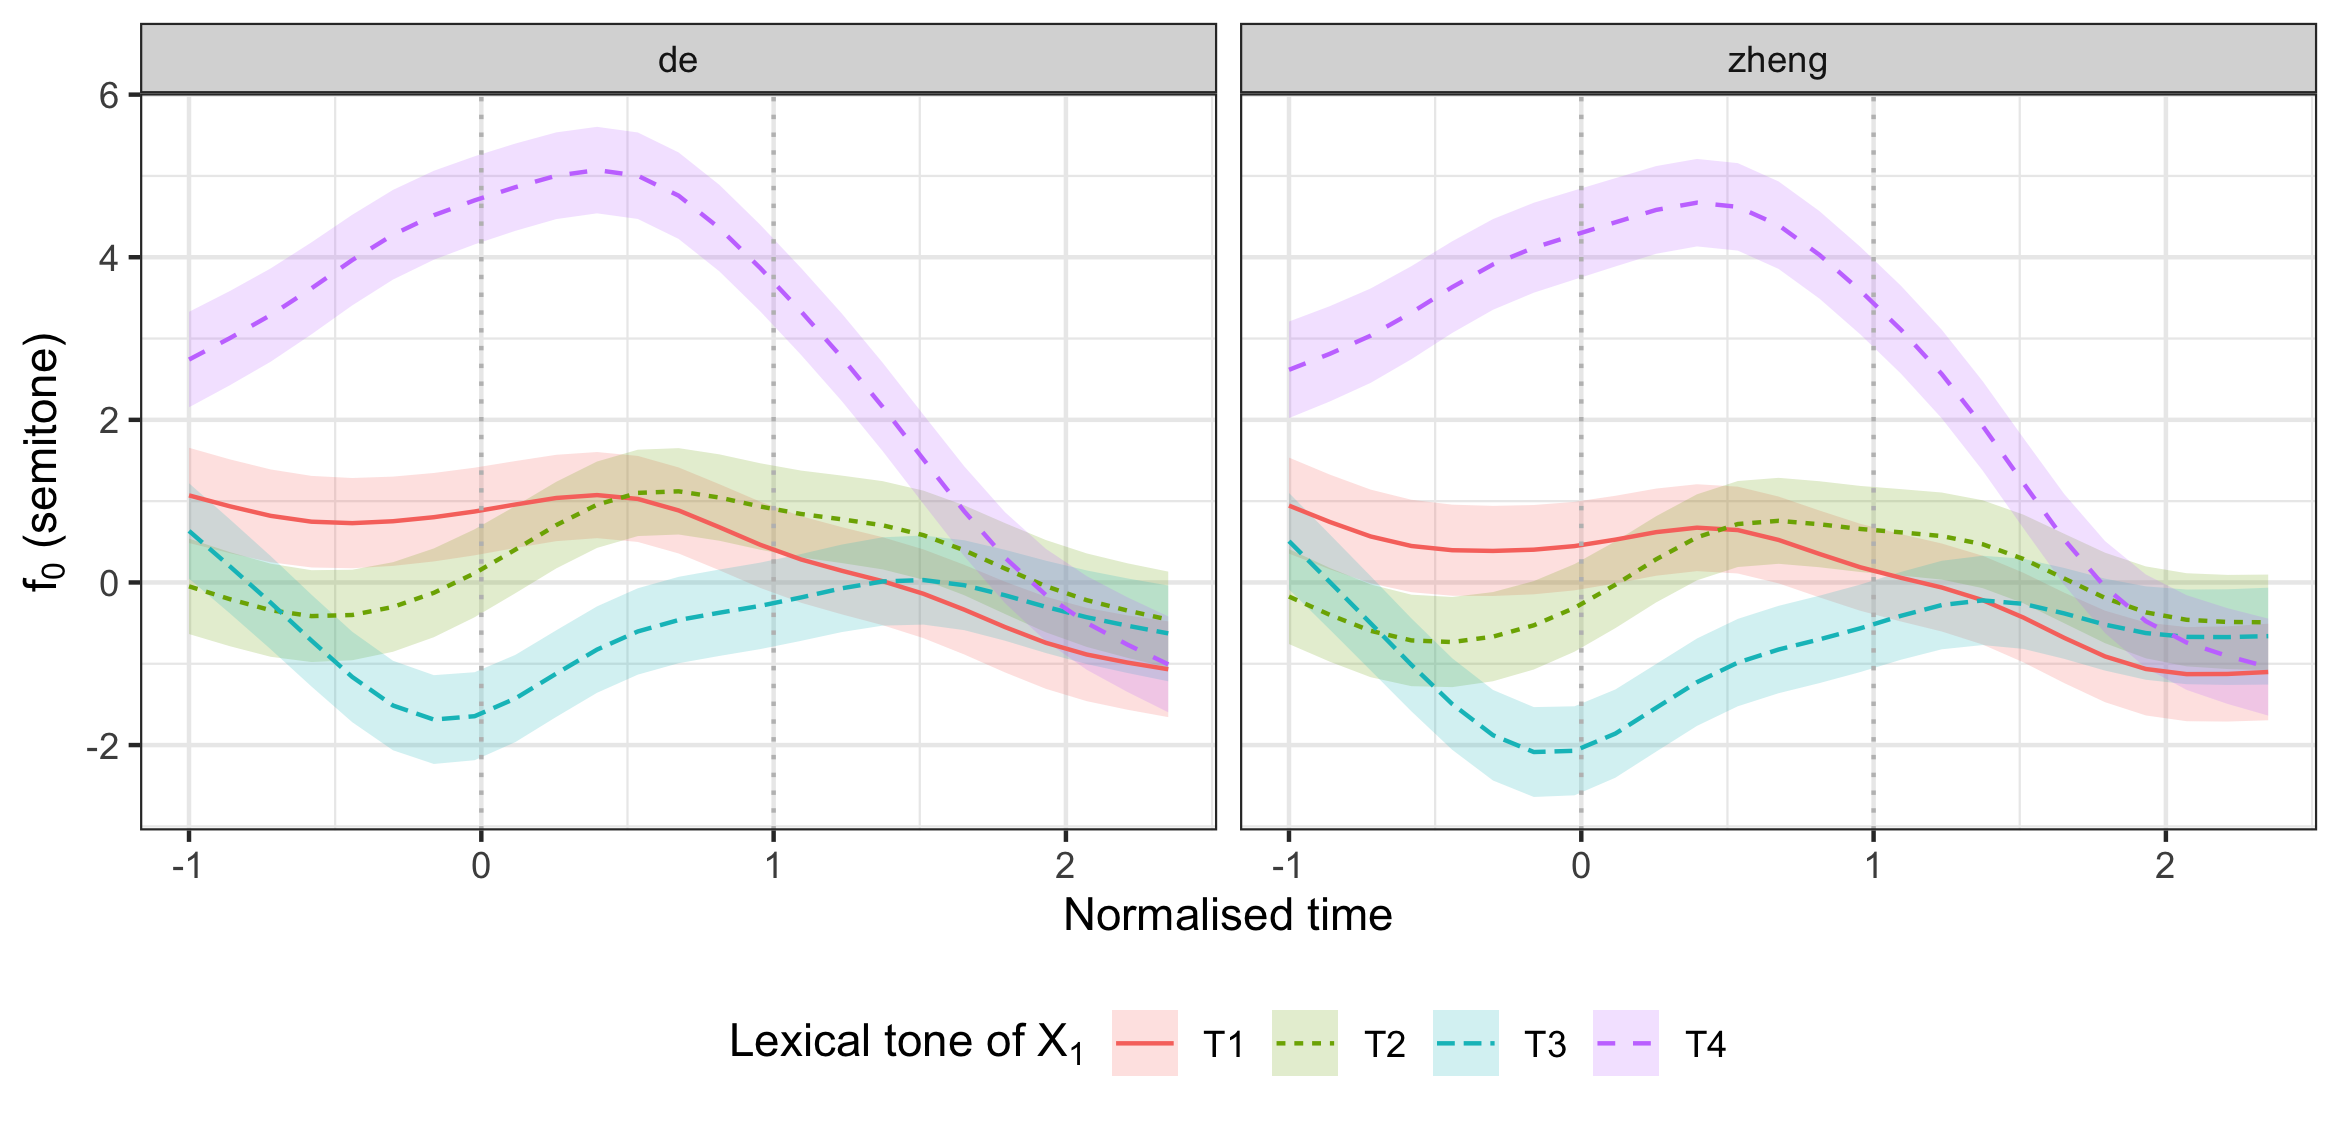 de
zheng
6
4
2
0
-2
f0 (semitone)
-1 0 1 2
-1 0 1 2
Normalised time
Lexical tone of X1 T1 T2 T3 T4